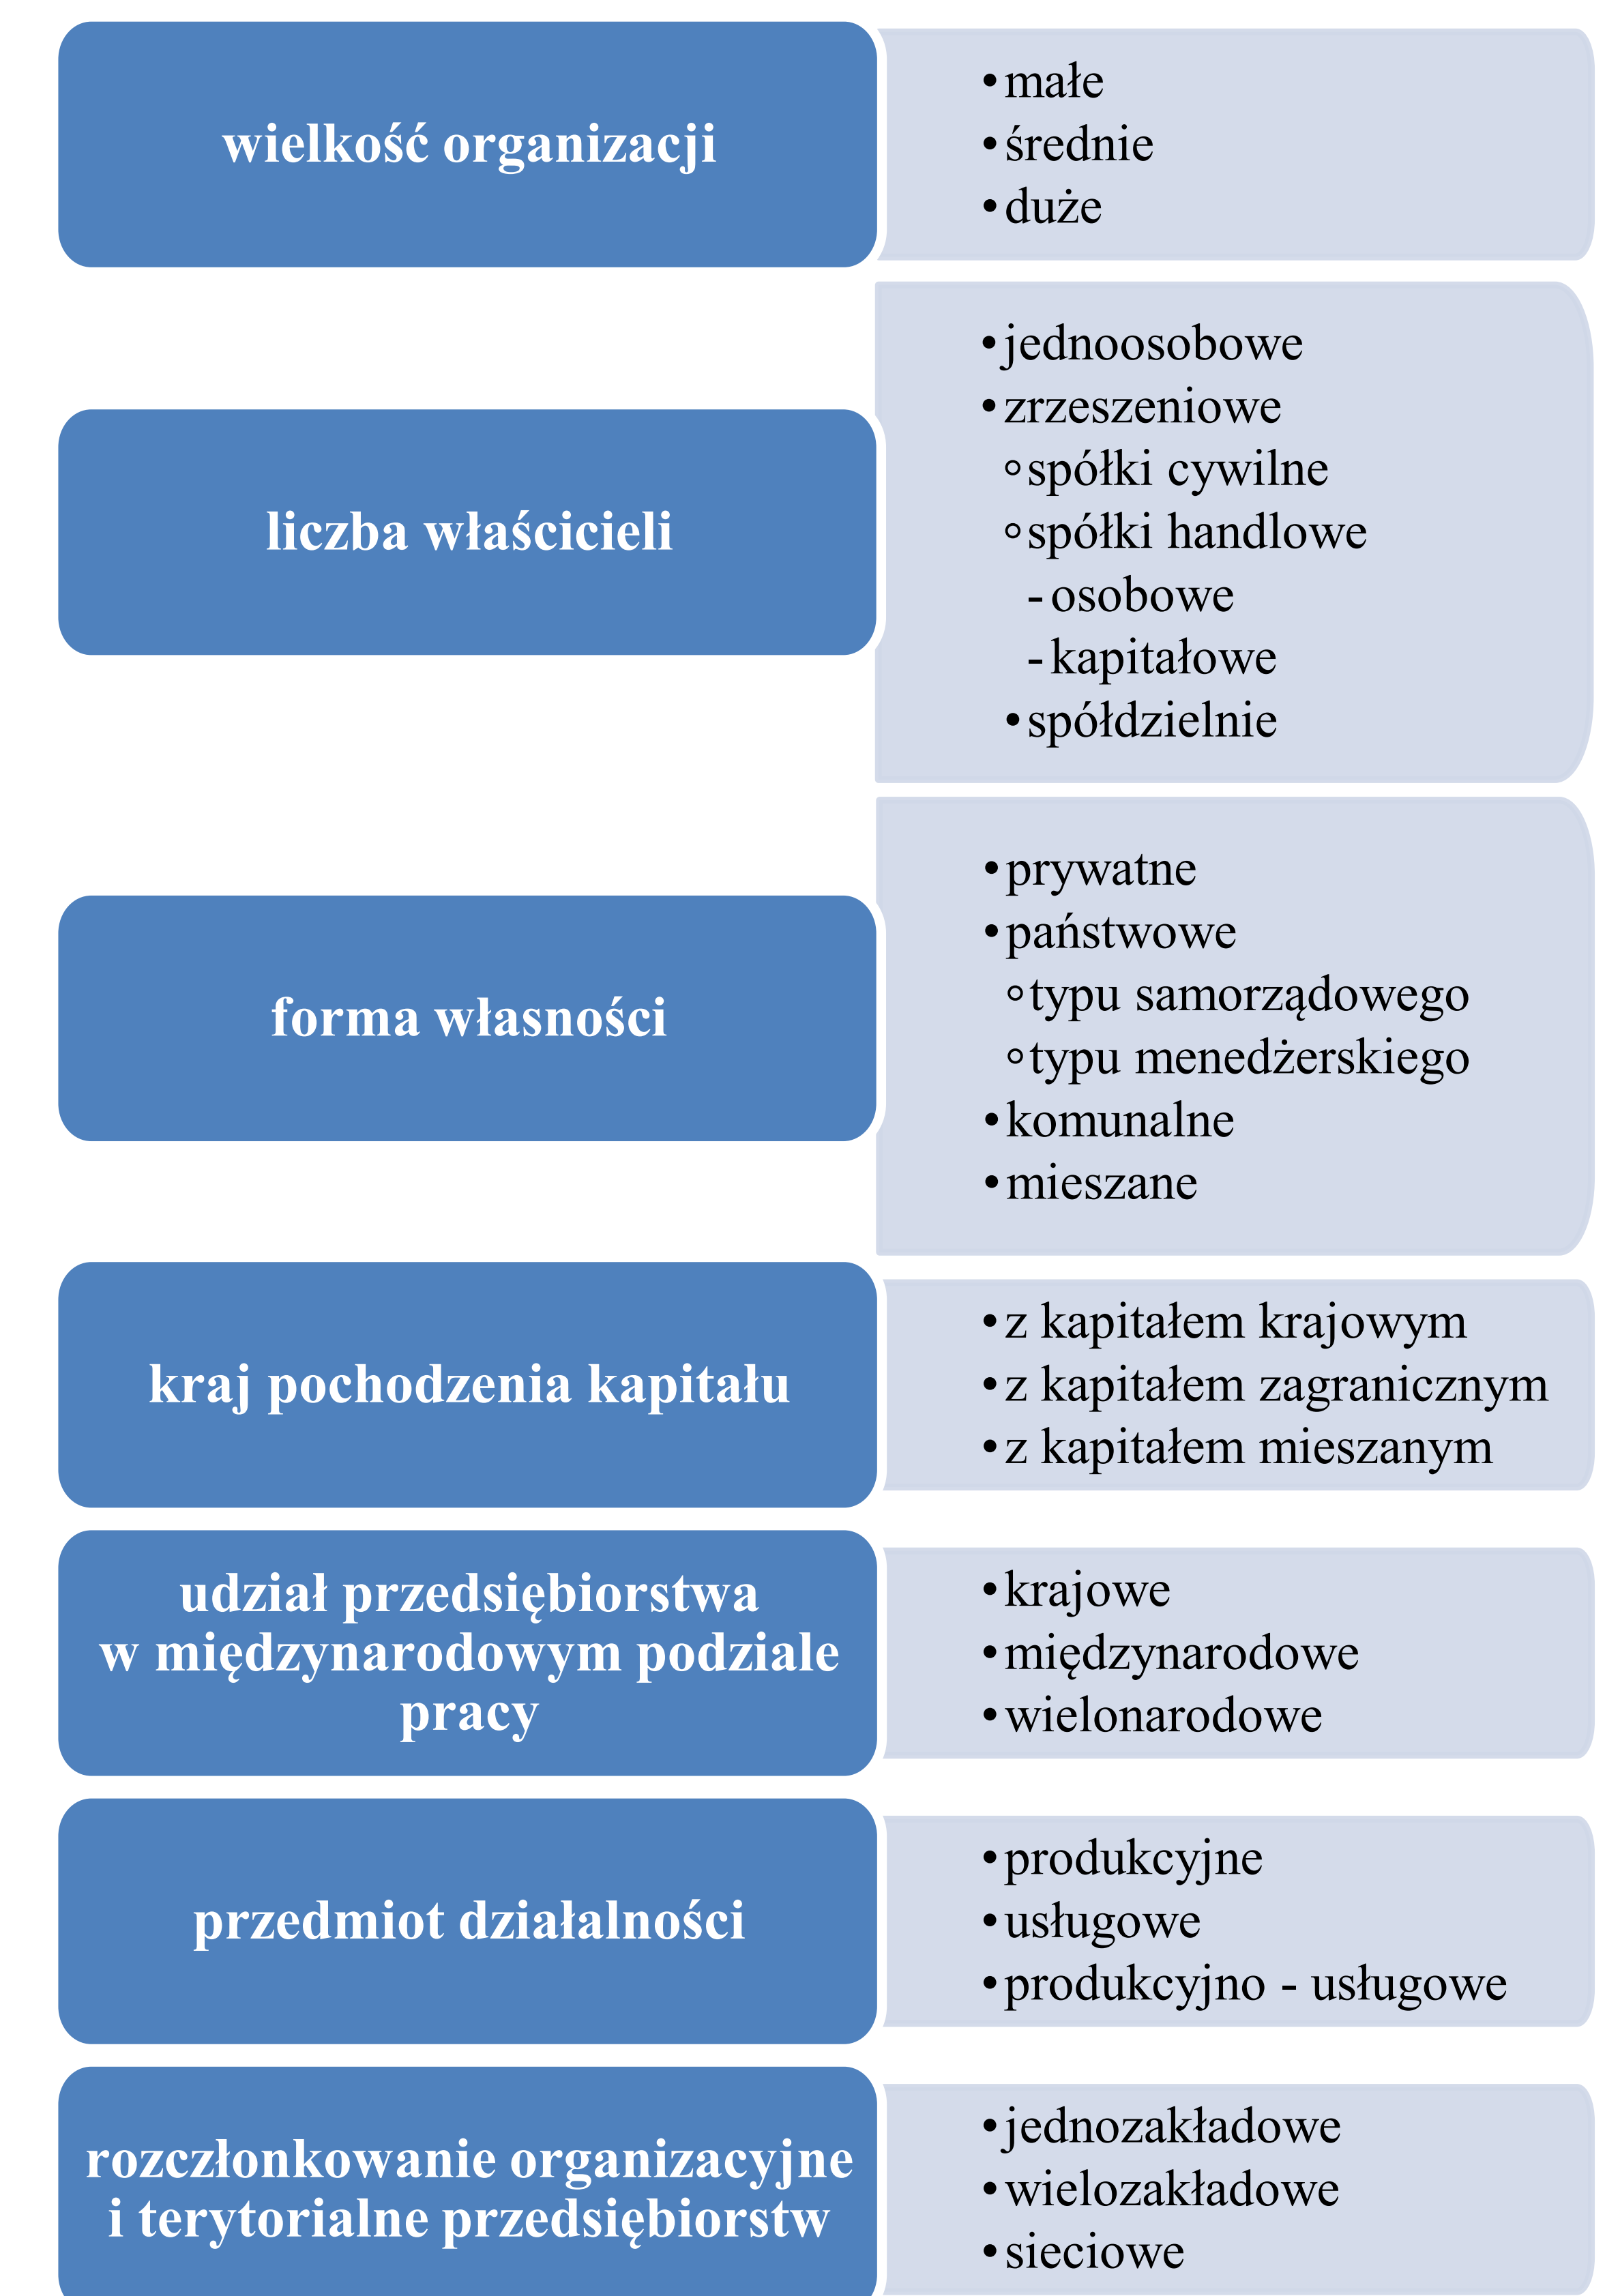 wielkość organizacji
•małe
•średnie
•duże
liczba właścicieli
•jednoosobowe
•zrzeszeniowe
◦spółki cywilne
◦spółki handlowe
-osobowe
-kapitałowe
•spółdzielnie
forma własności
•prywatne
•państwowe
◦typu samorządowego
◦typu menedżerskiego
•komunalne
•mieszane
kraj pochodzenia kapitału
•z kapitałem krajowym
•z kapitałem zagranicznym
•z kapitałem mieszanym
udział przedsiębiorstwa
w międzynarodowym podziale
pracy
•krajowe
•międzynarodowe
•wielonarodowe
przedmiot działalności
•produkcyjne
•usługowe
•produkcyjno - usługowe
rozczłonkowanie organizacyjne
i terytorialne przedsiębiorstw
•jednozakładowe
•wielozakładowe
•sieciowe